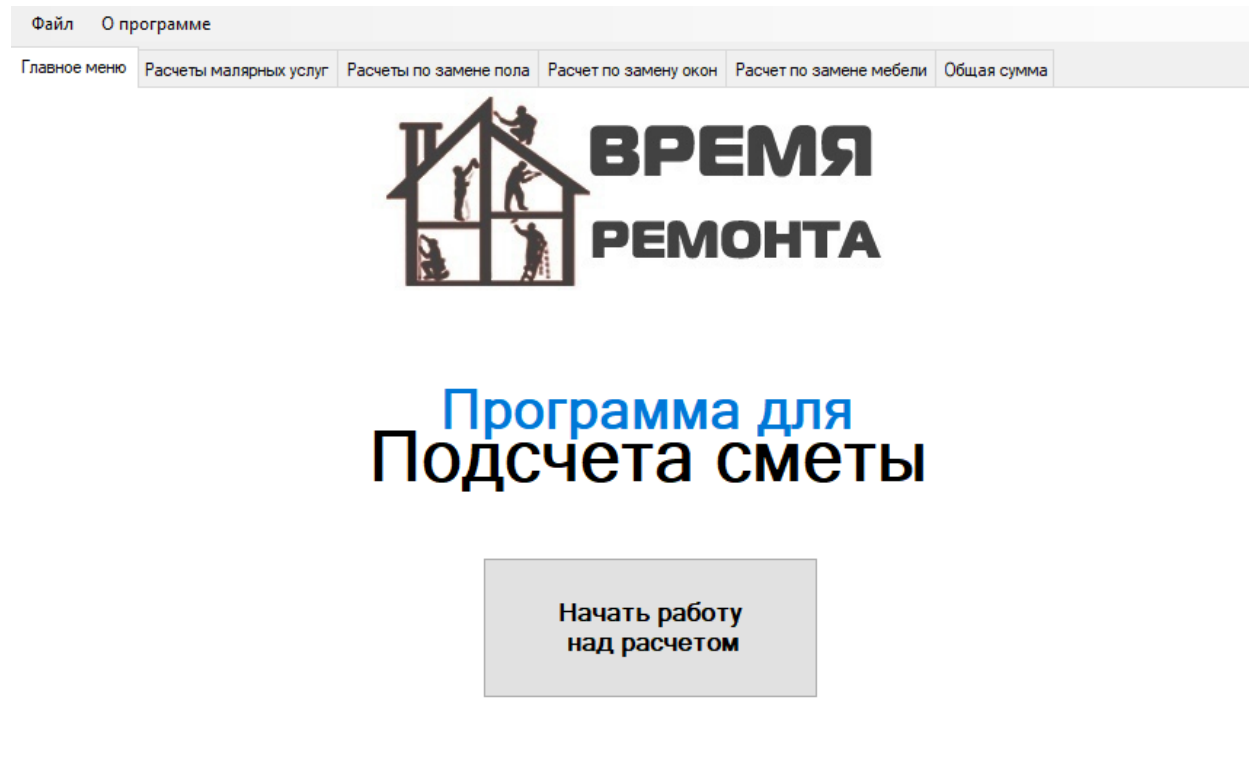 Файл О программе
Главное меню Расчеты малярных услуг Расчеты по замене пола Расчет по замену окон Расчет по замене мебели Общая сумма
ВРЕМЯ
РЕМОНТА
Программа для
Подсчета сметы
Начать работу
над расчетом